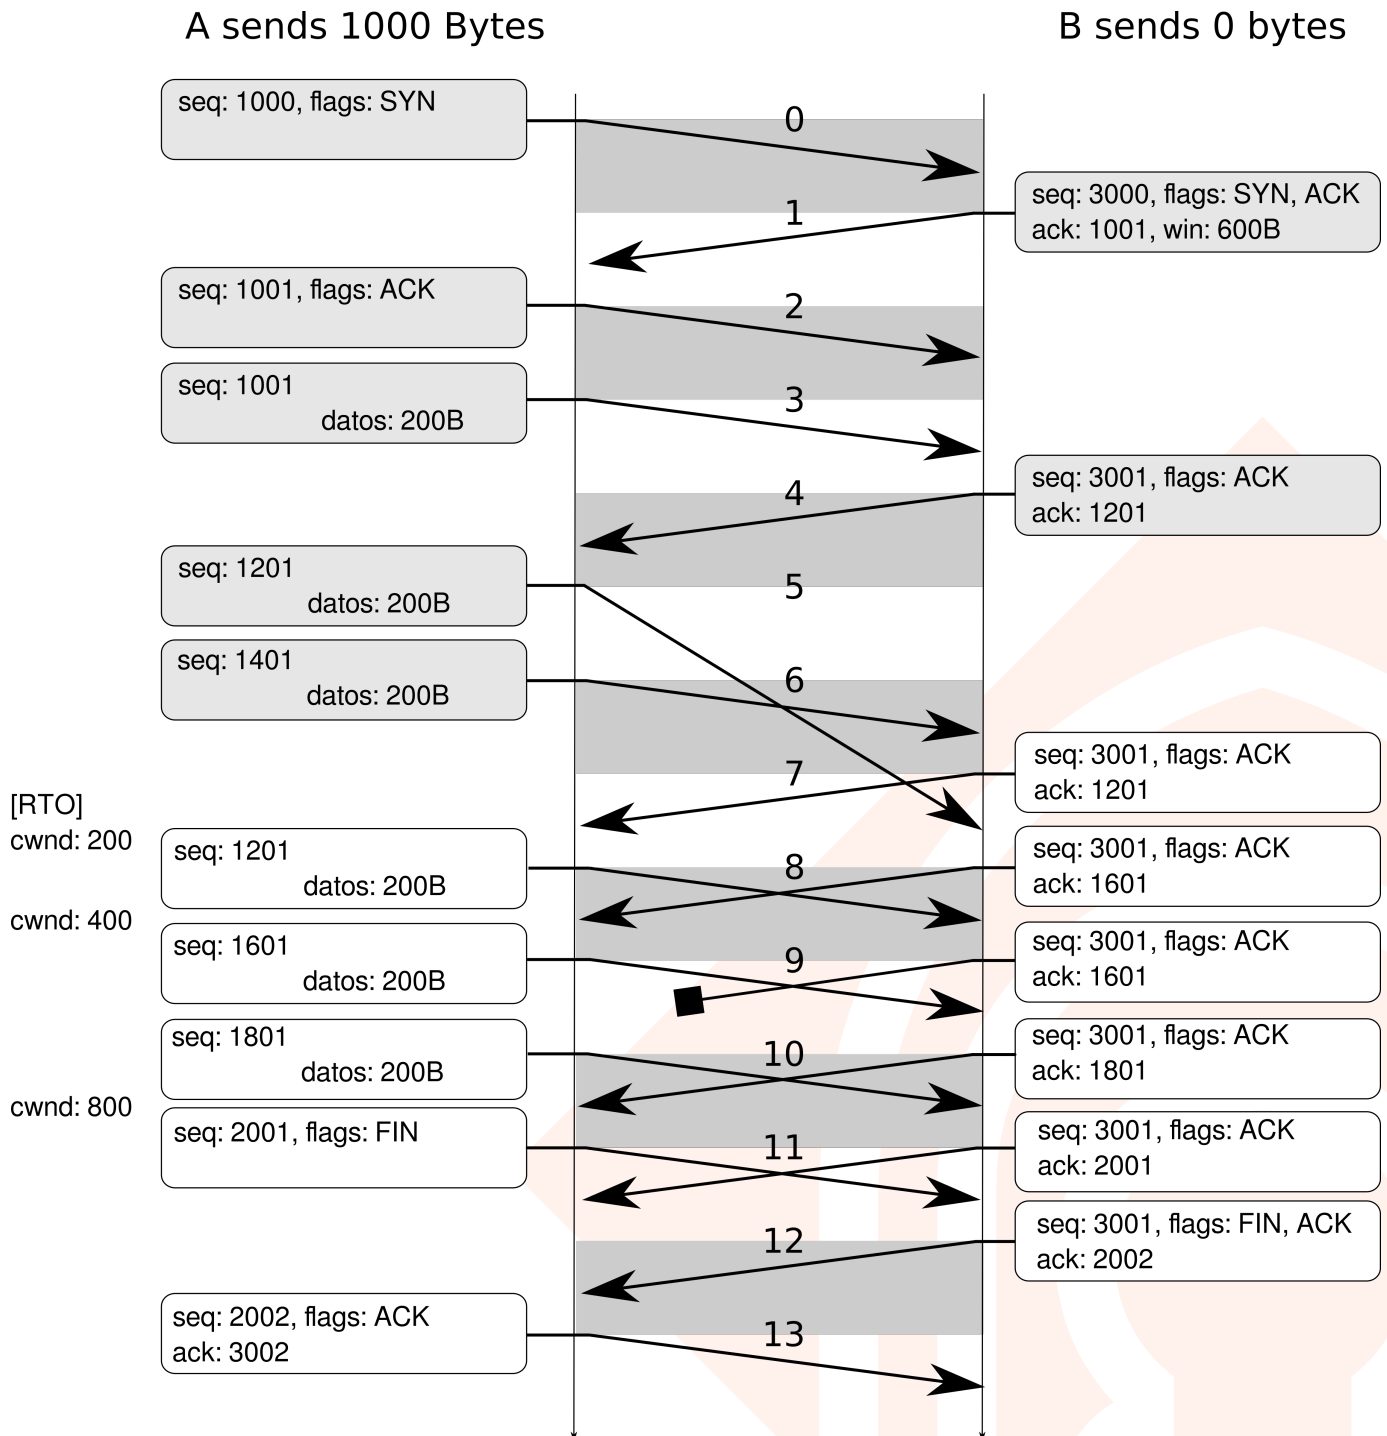 A sends 1000 Bytes
B sends 0 bytes
seq: 1000, flags: SYN
0
seq: 3000, flags: SYN, ACK
ack: 1001, win: 600B
1
seq: 1001, flags: ACK
2
seq: 1001
datos: 200B
3
seq: 3001, flags: ACK
ack: 1201
4
seq: 1201
datos: 200B
5
seq: 1401
datos: 200B
6
seq: 3001, flags: ACK
ack: 1201
7
[RTO]
cwnd: 200
seq: 1201
datos: 200B
8
seq: 3001, flags: ACK
ack: 1601
cwnd: 400
seq: 1601
datos: 200B
9
seq: 3001, flags: ACK
ack: 1601
seq: 1801
datos: 200B
10
seq: 3001, flags: ACK
ack: 1801
cwnd: 800
seq: 2001, flags: FIN
11
seq: 3001, flags: ACK
ack: 2001
12
seq: 3001, flags: FIN, ACK
ack: 2002
seq: 2002, flags: ACK
ack: 3002
13